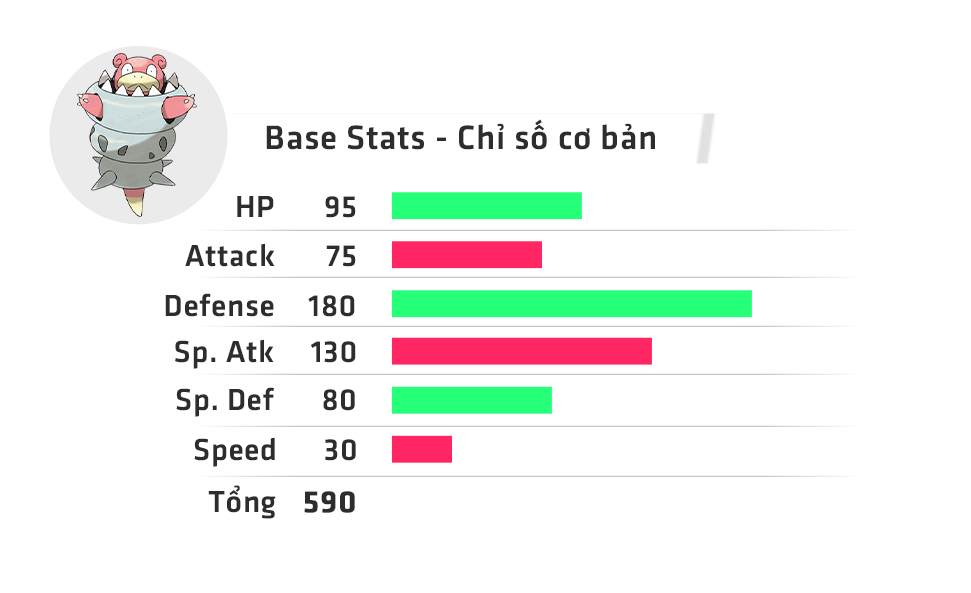 Base Stats - Chỉ số cơ bản
HP 95
Attack 75
Defense 180
Sp. Atk 130
Sp. Def 80
Speed 30
Tổng 590